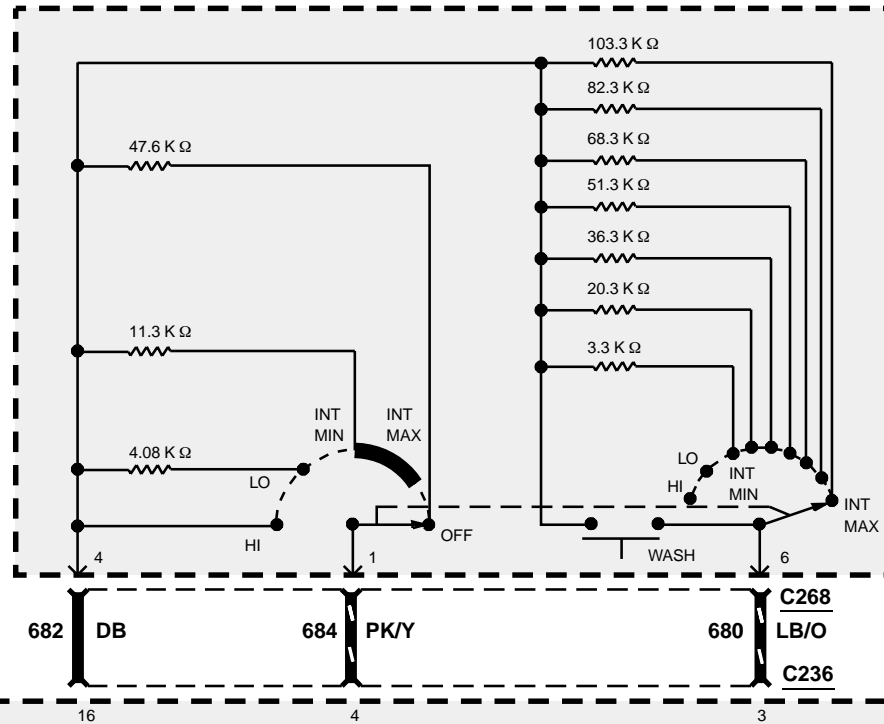 103.3 K Ω
82.3 K Ω
47.6 K Ω
68.3 K Ω
51.3 K Ω
36.3 K Ω
20.3 K Ω
11.3 K Ω
3.3 K Ω
INT MIN
INT MAX
4.08 K Ω
LO
LO
INT MIN
HI
INT MAX
OFF
HI
WASH
4
1
6
C268
682 DB
684 PK/Y
680 LB/O
C236
16
4
3